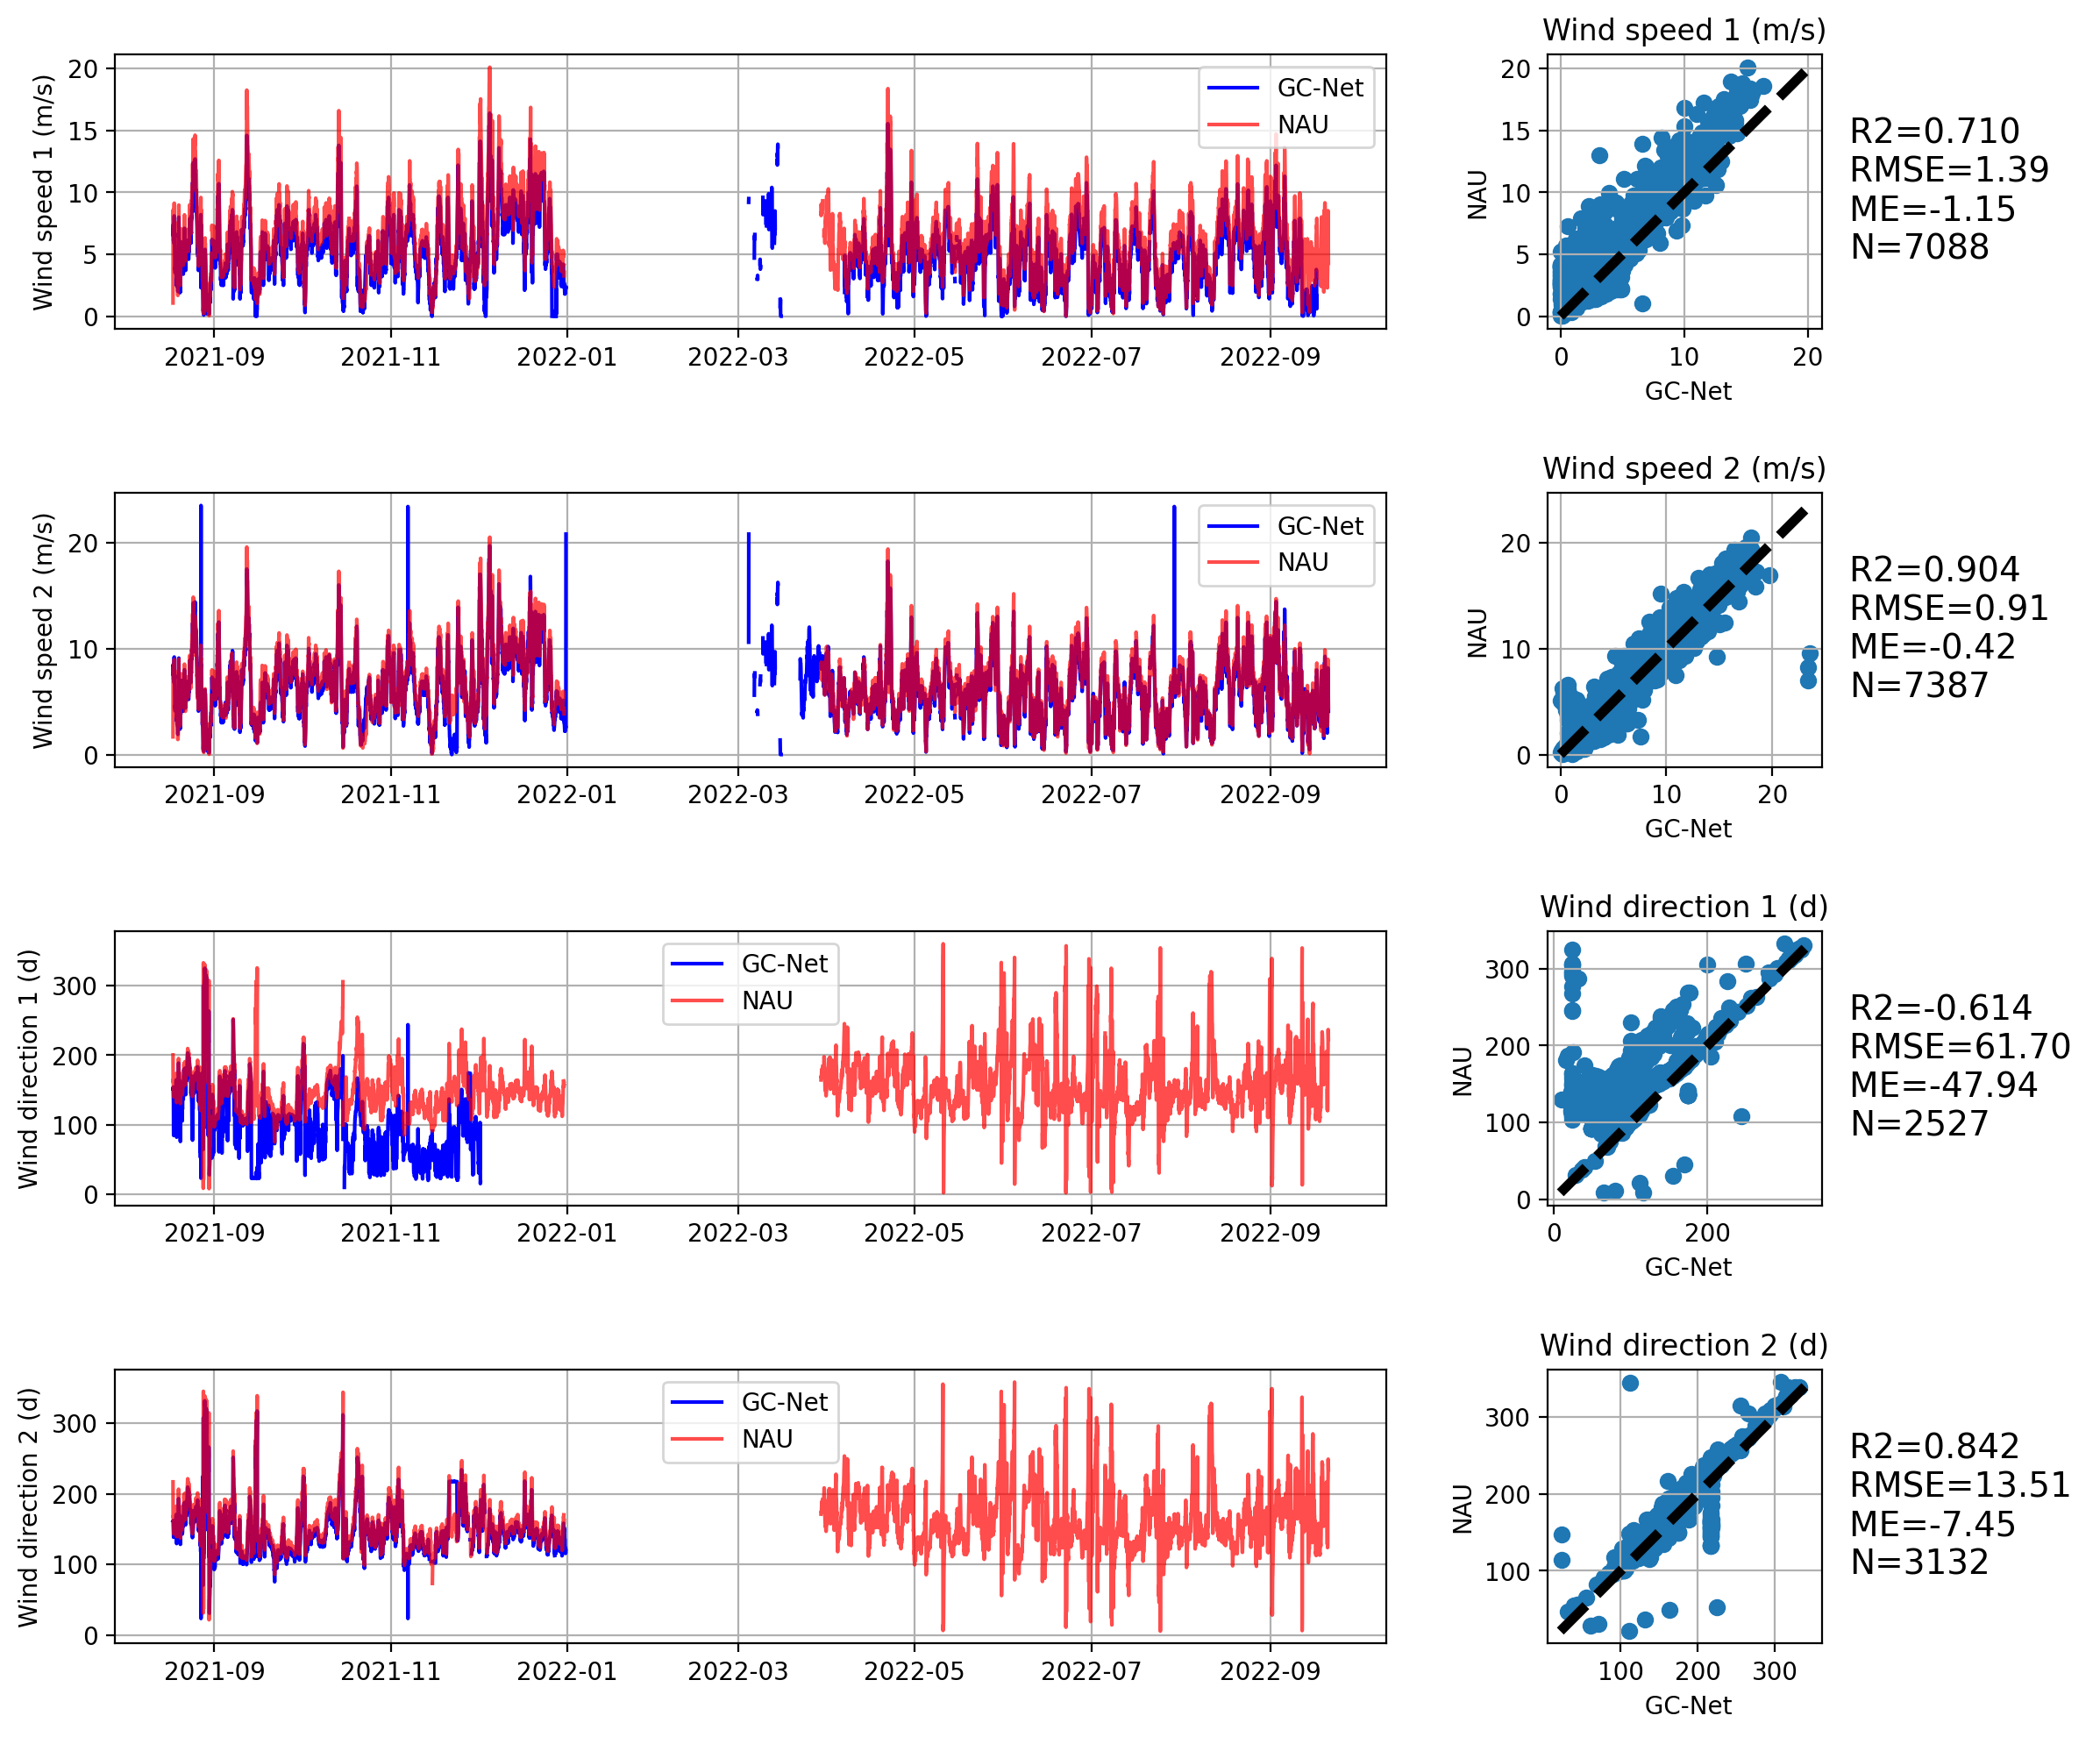 Wind speed 1 (m/s)
20
15
10
5
0
2021-09 2021-11 2022-01 2022-03 2022-05 2022-07 2022-09
GC-Net
NAU
Wind speed 1 (m/s)
NAU
20
15
10
5
0
0 10 20
GC-Net
R2=0.710
RMSE=1.39
ME=-1.15
N=7088
Wind speed 2 (m/s)
20
10
0
2021-09 2021-11 2022-01 2022-03 2022-05 2022-07 2022-09
GC-Net
NAU
Wind speed 2 (m/s)
NAU
20
10
0
0 10 20
GC-Net
R2=0.904
RMSE=0.91
ME=-0.42
N=7387
Wind direction 1 (d)
300
200
100
0
2021-09 2021-11 2022-01 2022-03 2022-05 2022-07 2022-09
GC-Net
NAU
Wind direction 1 (d)
NAU
300
200
100
0
0 200
GC-Net
R2=-0.614
RMSE=61.70
ME=-47.94
N=2527
Wind direction 2 (d)
300
200
100
0
2021-09 2021-11 2022-01 2022-03 2022-05 2022-07 2022-09
GC-Net
NAU
Wind direction 2 (d)
NAU
300
200
100
100 200 300
GC-Net
R2=0.842
RMSE=13.51
ME=-7.45
N=3132